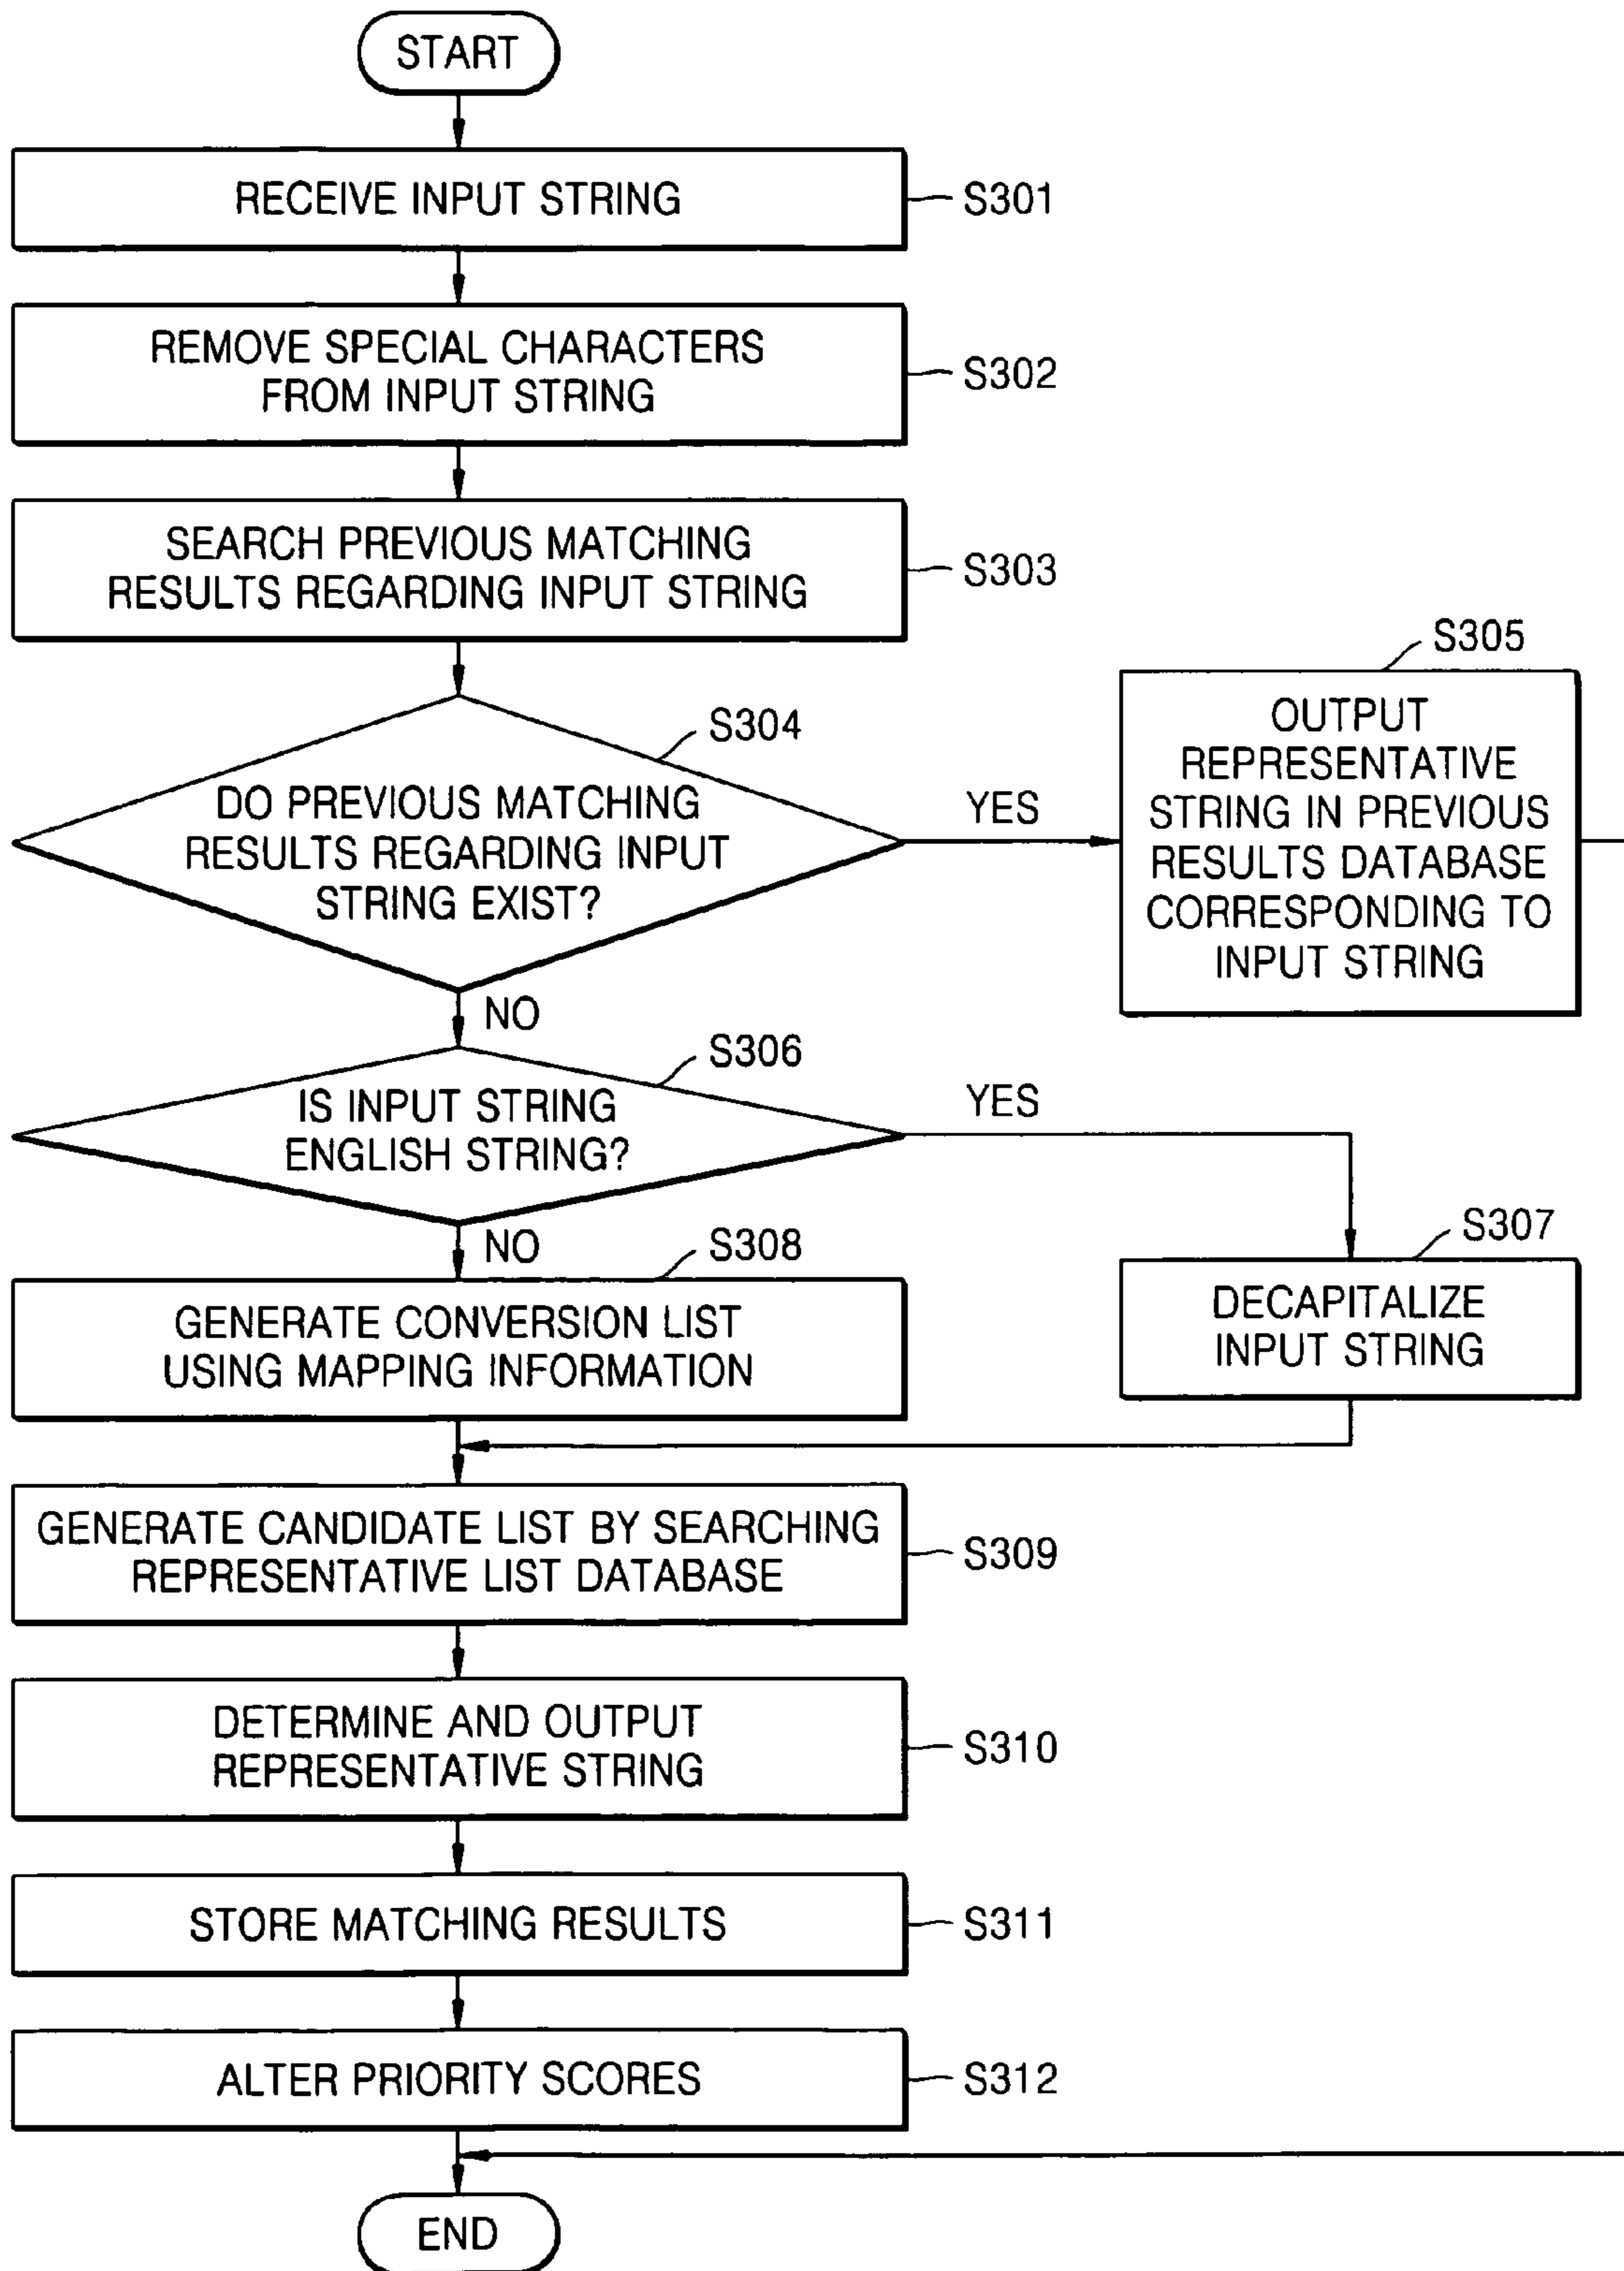 START
RECEIVE INPUT STRING
S301
REMOVE SPECIAL CHARACTERS
FROM INPUT STRING
S302
SEARCH PREVIOUS MATCHING
RESULTS REGARDING INPUT STRING
S303
S304
DO PREVIOUS MATCHING
RESULTS REGARDING INPUT
STRING EXIST?
YES
S305
OUTPUT
REPRESENTATIVE
STRING IN PREVIOUS
RESULTS DATABASE
CORRESPONDING TO
INPUT STRING
NO
S306
IS INPUT STRING
ENGLISH STRING?
YES
S307
DECAPITALIZE
INPUT STRING
NO
S308
GENERATE CONVERSION LIST
USING MAPPING INFORMATION
GENERATE CANDIDATE LIST BY SEARCHING
REPRESENTATIVE LIST DATABASE
S309
DETERMINE AND OUTPUT
REPRESENTATIVE STRING
S310
STORE MATCHING RESULTS
S311
ALTER PRIORITY SCORES
S312
END